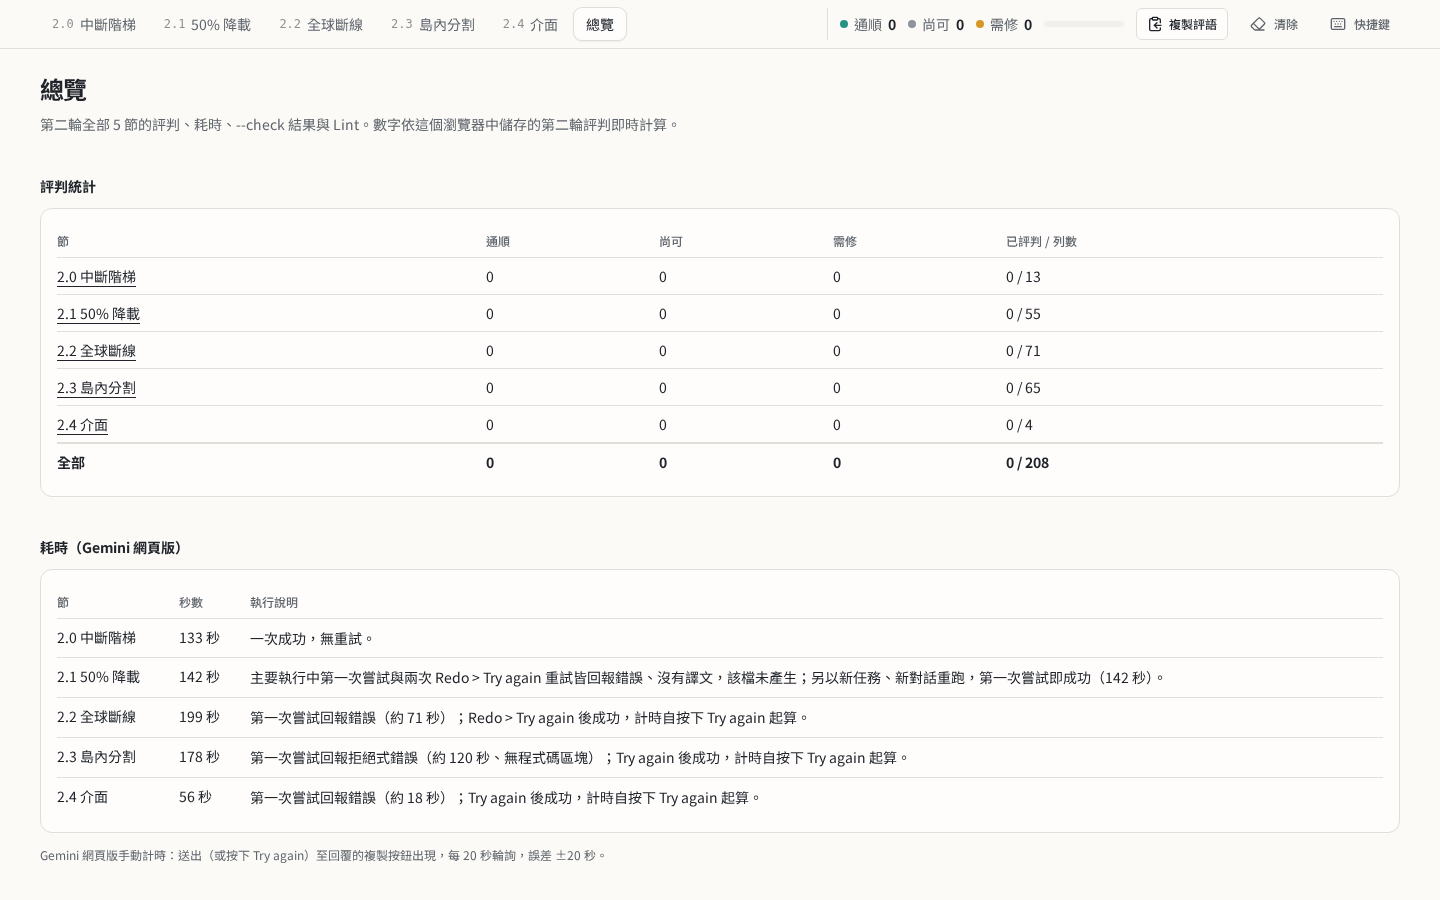 2.0 中斷階梯 2.1 50% 降載 2.2 全球斷線 2.3 島內分割 2.4 介面 總覽 通順 0 尚可 0 需修 0 複製評語 清除 快捷鍵
總覽
第二輪全部 5 節的評判、耗時、--check 結果與 Lint。數字依這個瀏覽器中儲存的第二輪評判即時計算。
評判統計
節 通順 尚可 需修 已評判 / 列數
2.0 中斷階梯 0 0 0 0 / 13
2.1 50% 降載 0 0 0 0 / 55
2.2 全球斷線 0 0 0 0 / 71
2.3 島內分割 0 0 0 0 / 65
2.4 介面 0 0 0 0 / 4
全部 0 0 0 0 / 208
耗時（Gemini 網頁版）
節 秒數 執行說明
2.0 中斷階梯 133 秒 一次成功，無重試。
2.1 50% 降載 142 秒 主要執行中第一次嘗試與兩次 Redo > Try again 重試皆回報錯誤、沒有譯文，該檔未產生；另以新任務、新對話重跑，第一次嘗試即成功（142 秒）。
2.2 全球斷線 199 秒 第一次嘗試回報錯誤（約 71 秒）；Redo > Try again 後成功，計時自按下 Try again 起算。
2.3 島內分割 178 秒 第一次嘗試回報拒絕式錯誤（約 120 秒、無程式碼區塊）；Try again 後成功，計時自按下 Try again 起算。
2.4 介面 56 秒 第一次嘗試回報錯誤（約 18 秒）；Try again 後成功，計時自按下 Try again 起算。
Gemini 網頁版手動計時：送出（或按下 Try again）至回覆的複製按鈕出現，每 20 秒輪詢，誤差 ±20 秒。